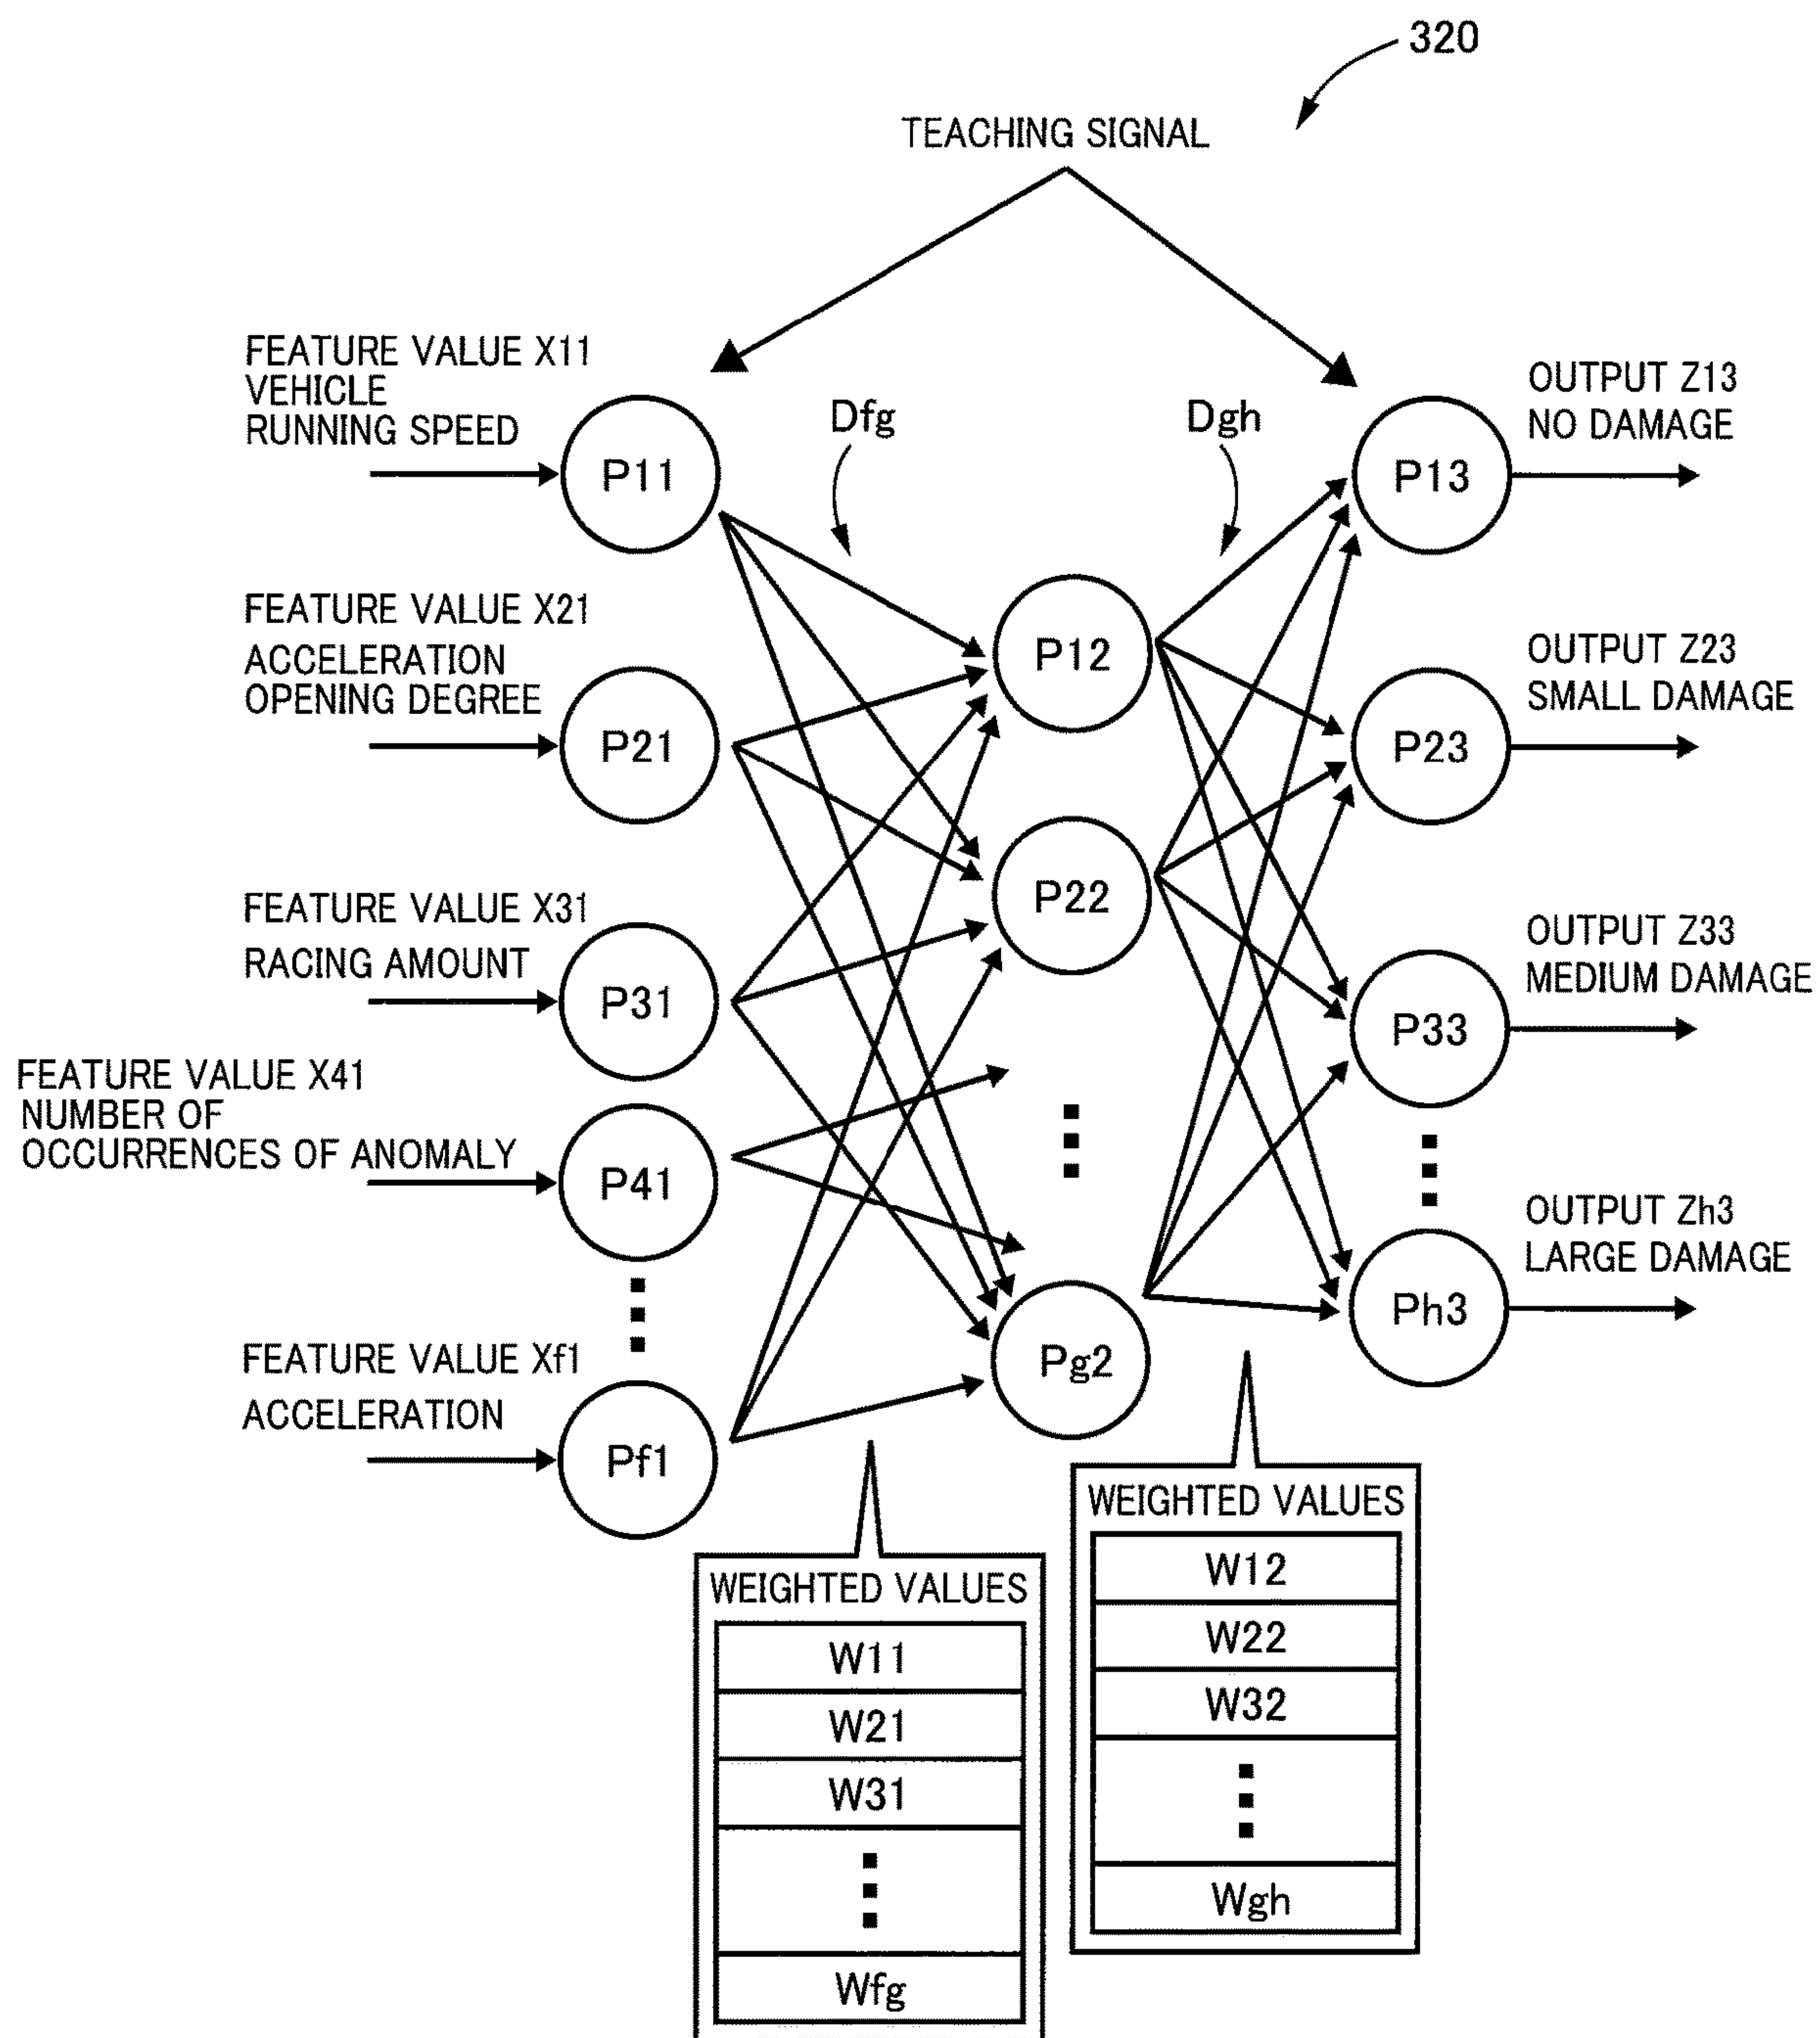 320
TEACHING SIGNAL
FEATURE VALUE X11
VEHICLE
RUNNING SPEED
P11
Dfg
Dgh
P13
OUTPUT Z13
NO DAMAGE
FEATURE VALUE X21
ACCELERATION
OPENING DEGREE
P21
P12
P23
OUTPUT Z23
SMALL DAMAGE
FEATURE VALUE X31
RACING AMOUNT
P31
P22
P33
OUTPUT Z33
MEDIUM DAMAGE
FEATURE VALUE X41
NUMBER OF
OCCURRENCES OF ANOMALY
P41
OUTPUT Zh3
LARGE DAMAGE
Ph3
FEATURE VALUE Xf1
ACCELERATION
Pf1
Pg2
WEIGHTED VALUES
W11
W21
W31
Wfg
WEIGHTED VALUES
W12
W22
W32
Wgh